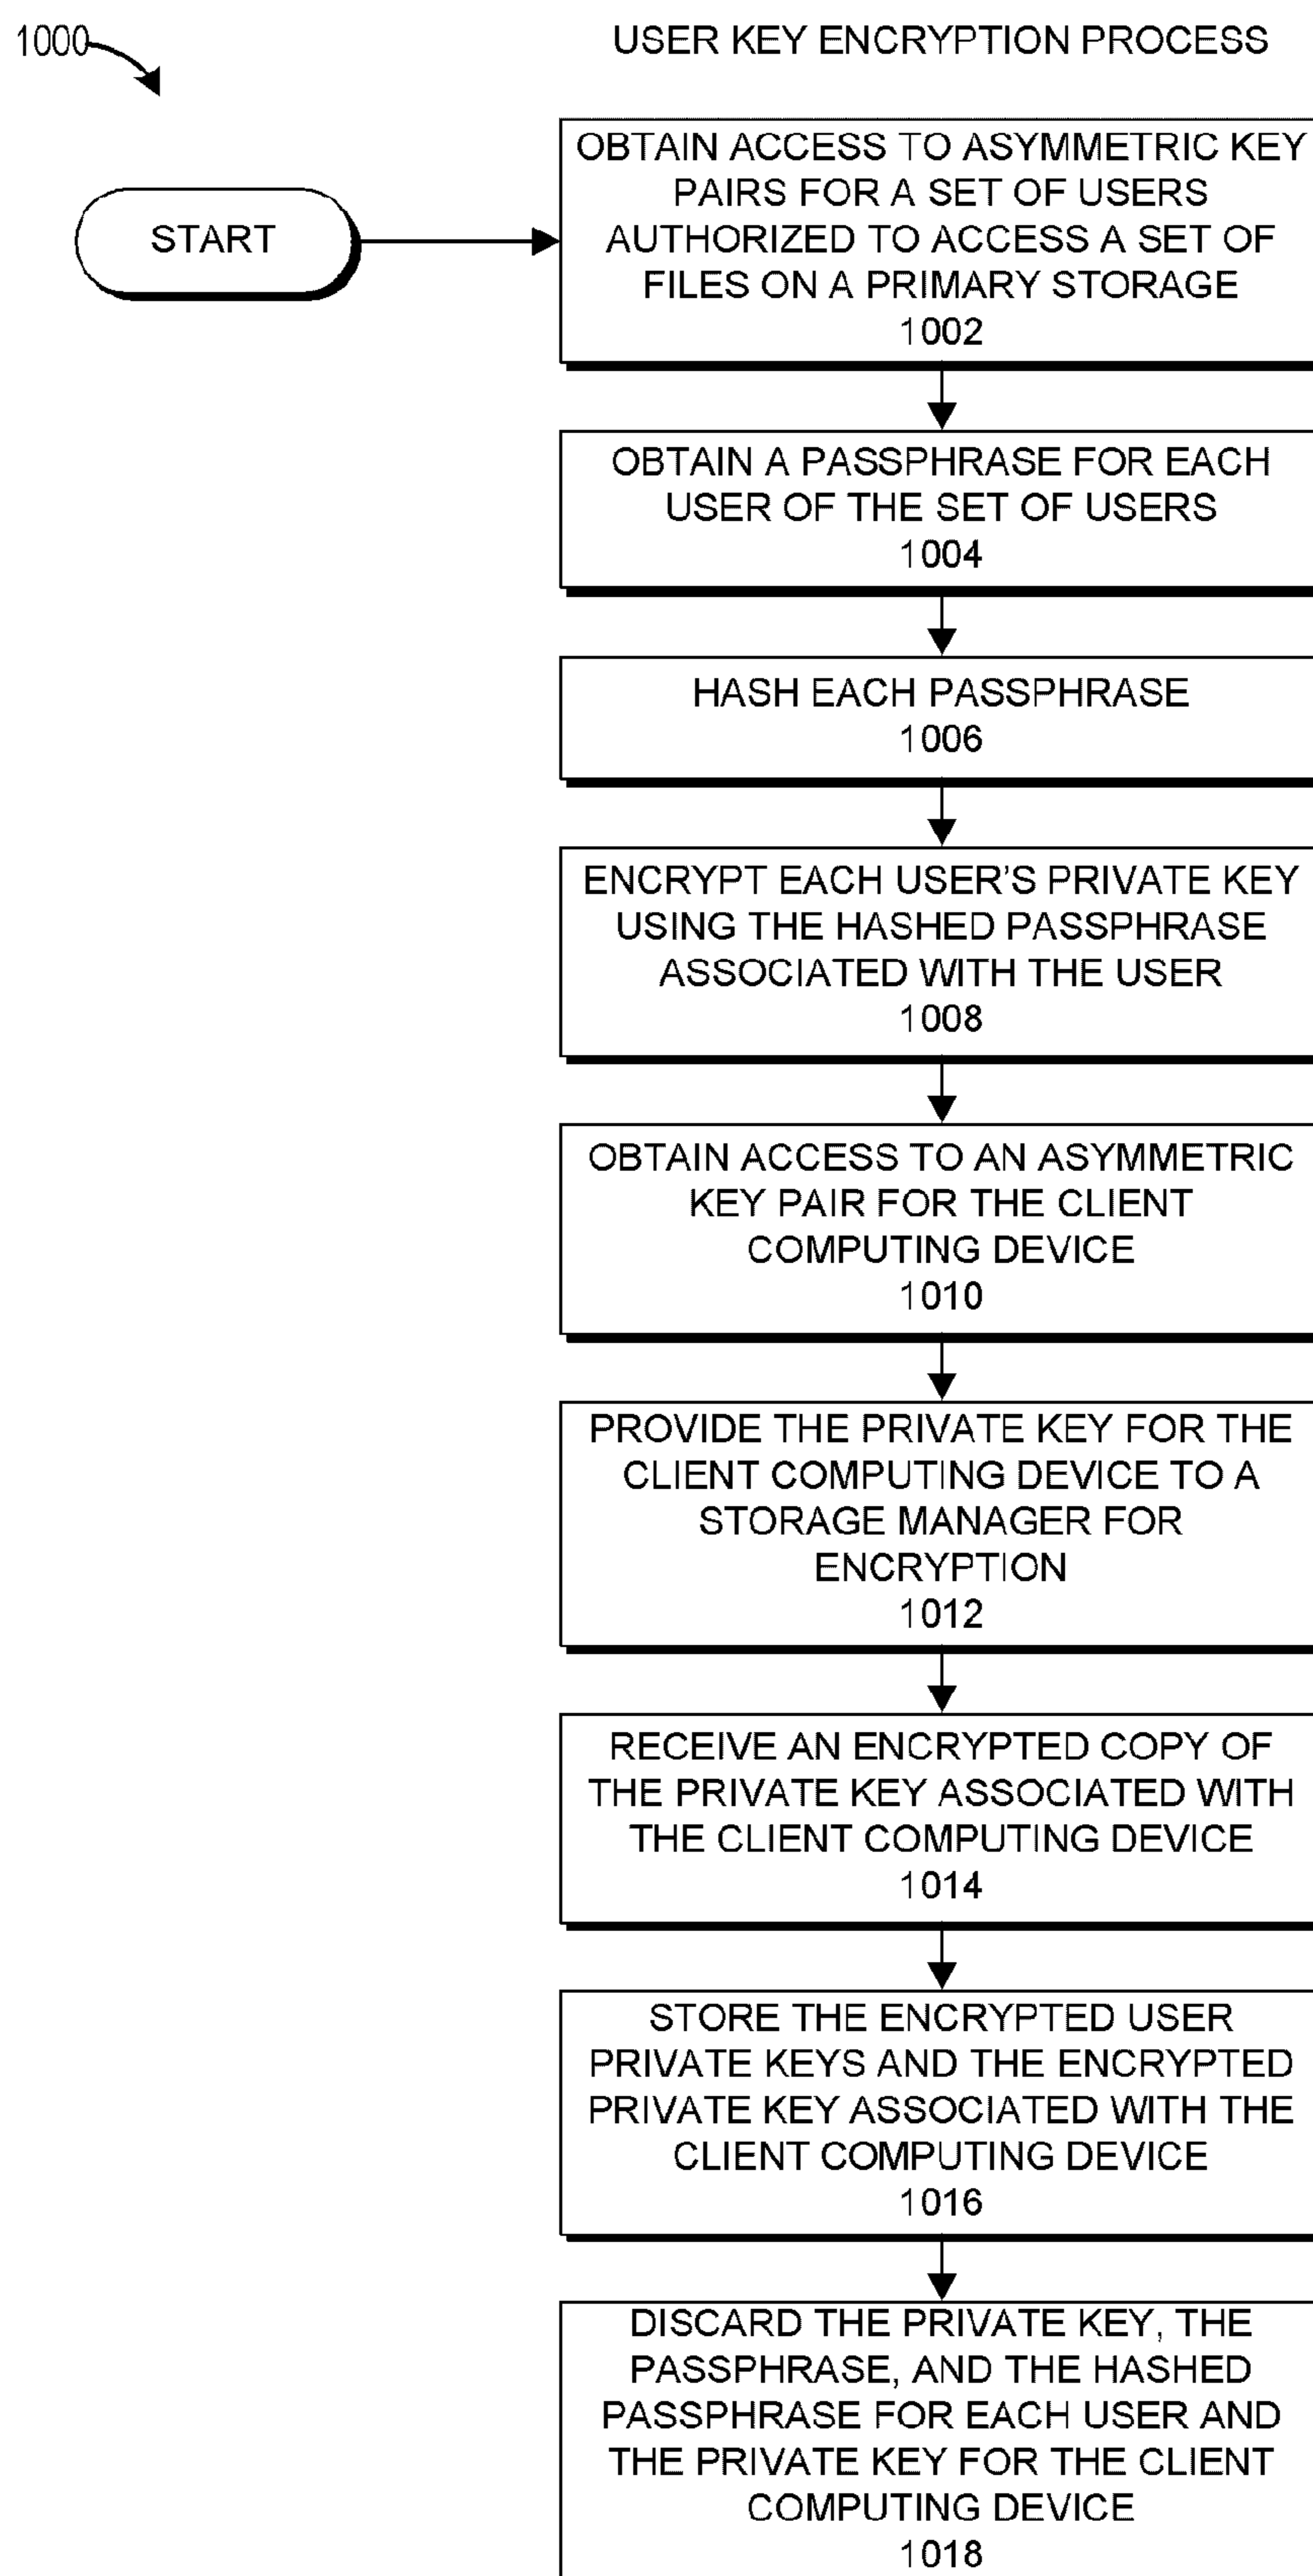 1000
USER KEY ENCRYPTION PROCESS
START
OBTAIN ACCESS TO ASYMMETRIC KEY
PAIRS FOR A SET OF USERS
AUTHORIZED TO ACCESS A SET OF
FILES ON A PRIMARY STORAGE
1002
OBTAIN A PASSPHRASE FOR EACH
USER OF THE SET OF USERS
1004
HASH EACH PASSPHRASE
1006
ENCRYPT EACH USER'S PRIVATE KEY
USING THE HASHED PASSPHRASE
ASSOCIATED WITH THE USER
1008
OBTAIN ACCESS TO AN ASYMMETRIC
KEY PAIR FOR THE CLIENT
COMPUTING DEVICE
1010
PROVIDE THE PRIVATE KEY FOR THE
CLIENT COMPUTING DEVICE TO A
STORAGE MANAGER FOR
ENCRYPTION
1012
RECEIVE AN ENCRYPTED COPY OF
THE PRIVATE KEY ASSOCIATED WITH
THE CLIENT COMPUTING DEVICE
1014
STORE THE ENCRYPTED USER
PRIVATE KEYS AND THE ENCRYPTED
PRIVATE KEY ASSOCIATED WITH THE
CLIENT COMPUTING DEVICE
1016
DISCARD THE PRIVATE KEY, THE
PASSPHRASE, AND THE HASHED
PASSPHRASE FOR EACH USER AND
THE PRIVATE KEY FOR THE CLIENT
COMPUTING DEVICE
1018